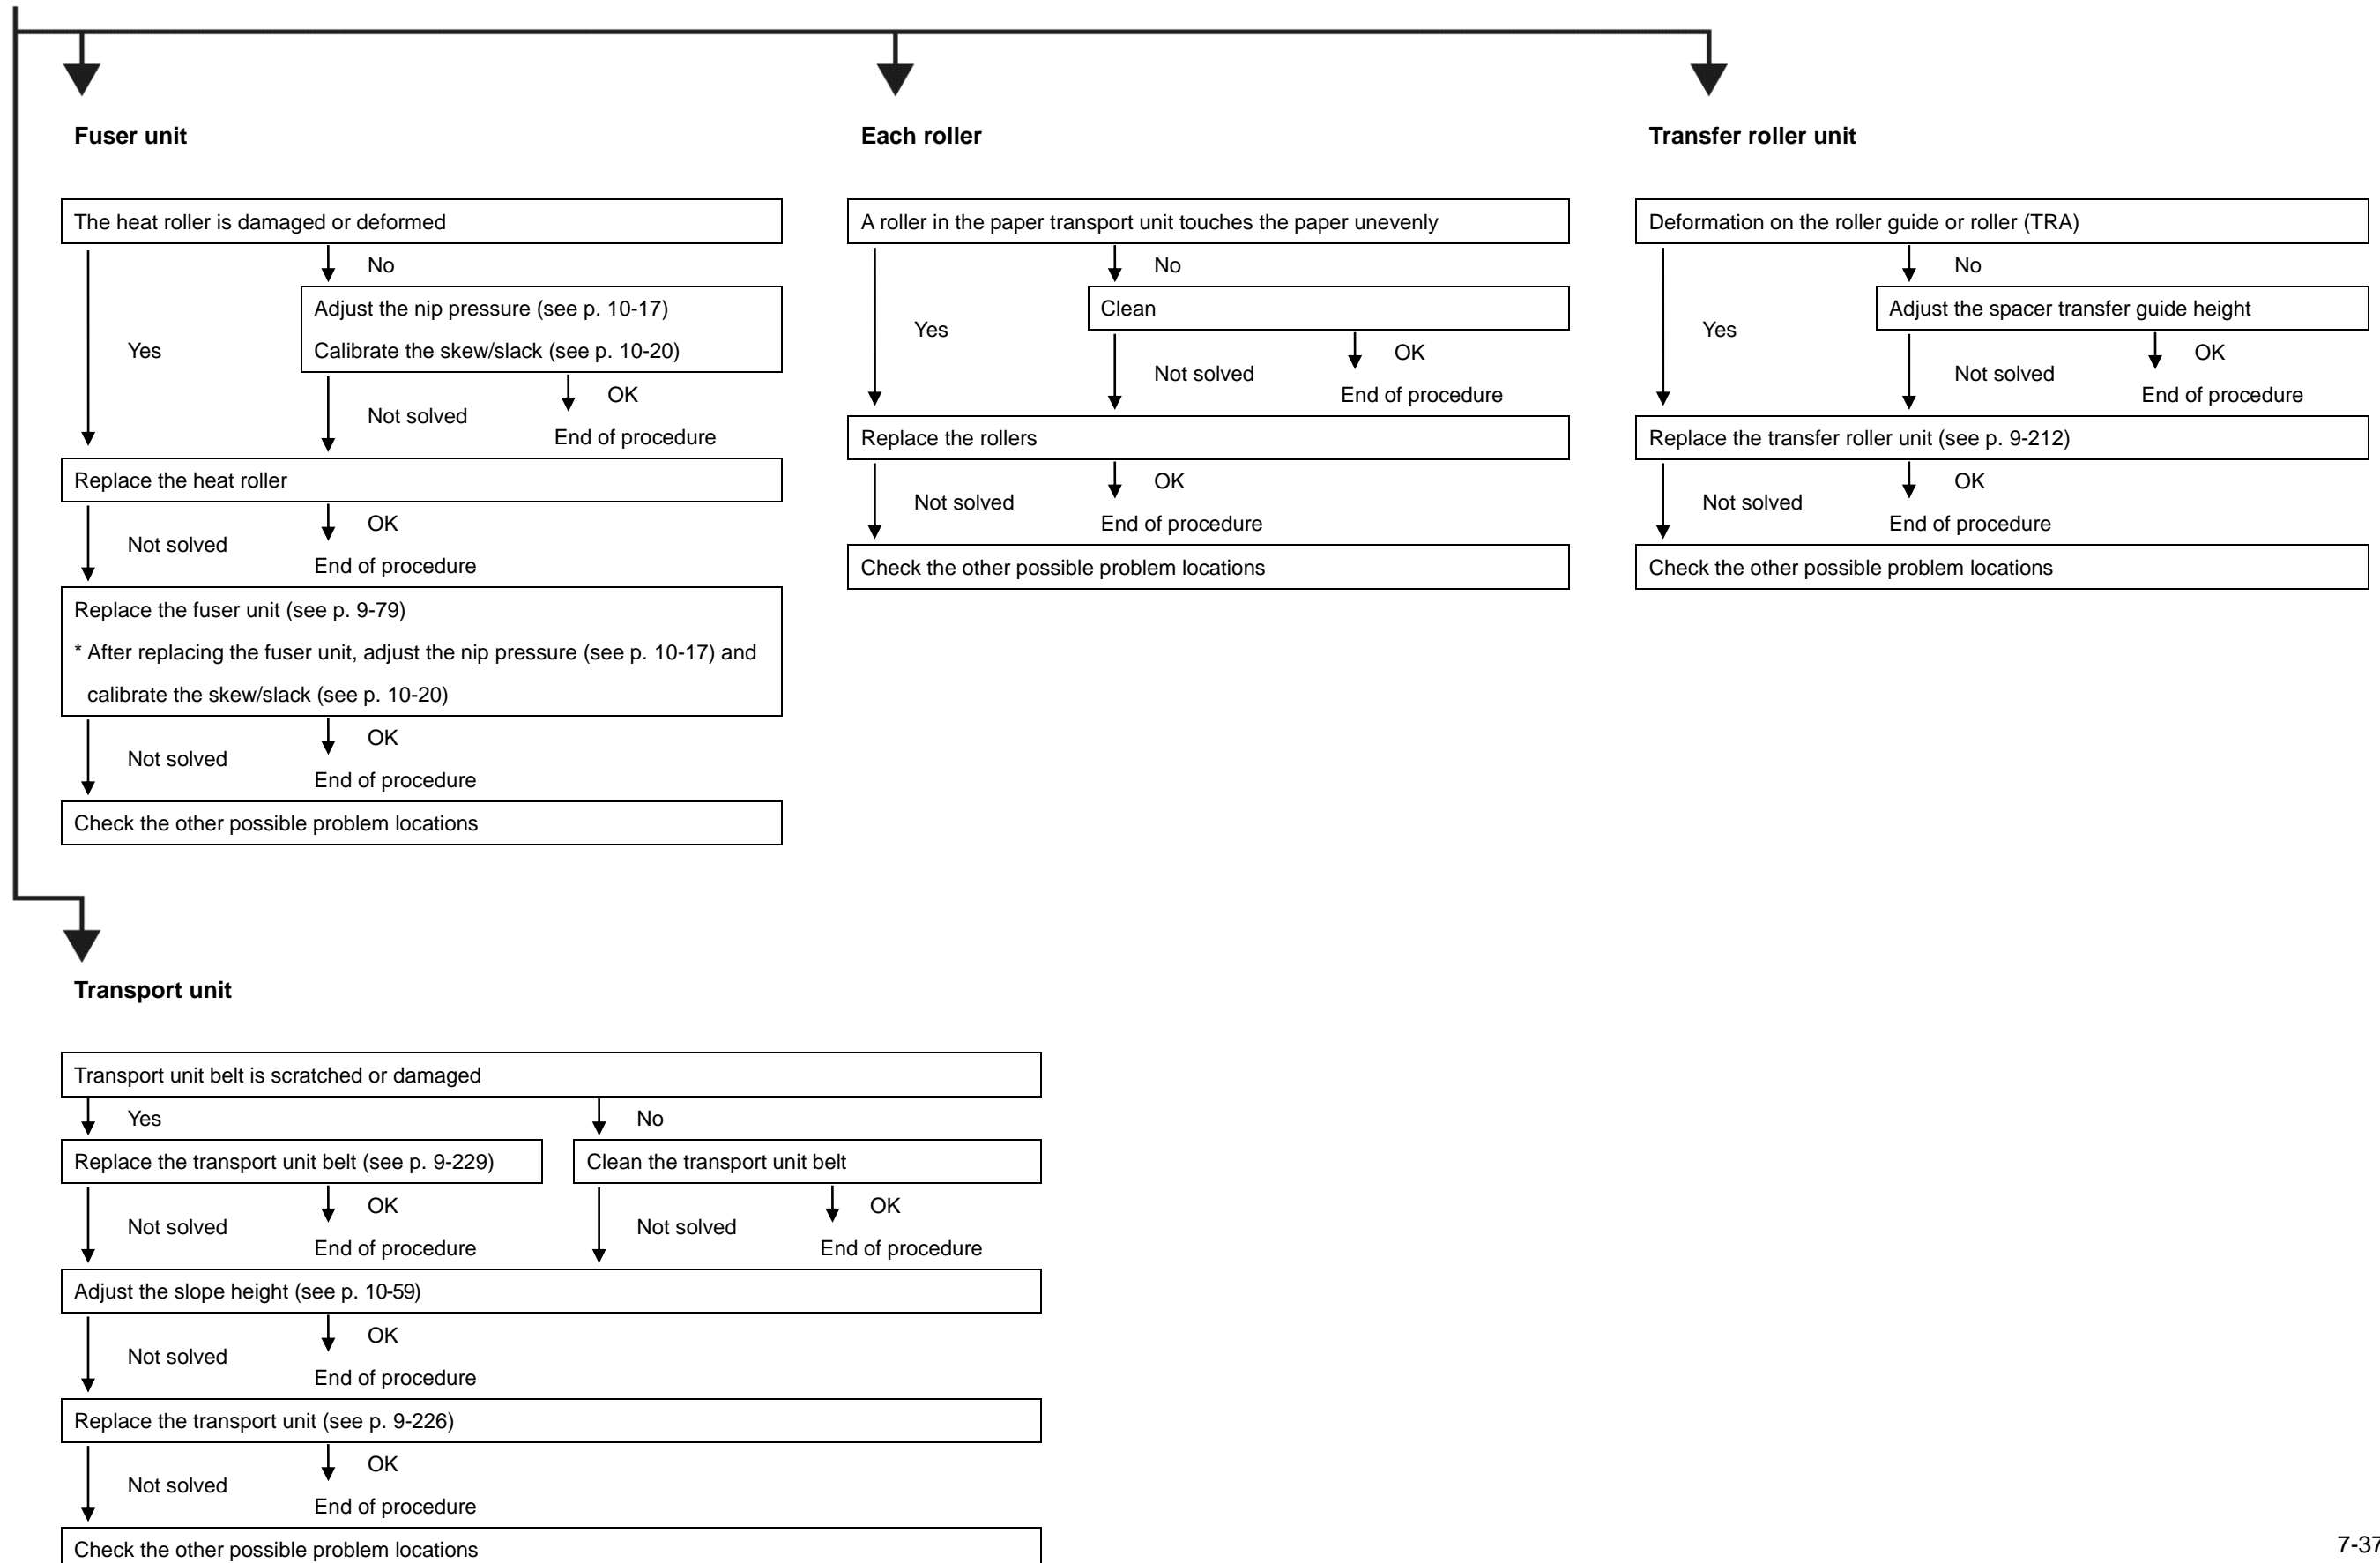 Fuser unit
The heat roller is damaged or deformed
No
Adjust the nip pressure (see p. 10-17)
Yes
Calibrate the skew/slack (see p. 10-20)
OK
Not solved
End of procedure
Replace the heat roller
OK
Not solved
End of procedure
Replace the fuser unit (see p. 9-79)
* After replacing the fuser unit, adjust the nip pressure (see p. 10-17) and
calibrate the skew/slack (see p. 10-20)
OK
Not solved
End of procedure
Check the other possible problem locations
Each roller
A roller in the paper transport unit touches the paper unevenly
No
Clean
Yes
OK
Not solved
End of procedure
Replace the rollers
OK
Not solved
End of procedure
Check the other possible problem locations
Transfer roller unit
Deformation on the roller guide or roller (TRA)
No
Adjust the spacer transfer guide height
Yes
OK
Not solved
End of procedure
Replace the transfer roller unit (see p. 9-212)
OK
Not solved
End of procedure
Check the other possible problem locations
Transport unit
Transport unit belt is scratched or damaged
Yes
No
Replace the transport unit belt (see p. 9-229)
Clean the transport unit belt
OK
Not solved
End of procedure
OK
Not solved
End of procedure
Adjust the slope height (see p. 10-59)
OK
Not solved
End of procedure
Replace the transport unit (see p. 9-226)
OK
Not solved
End of procedure
Check the other possible problem locations
7-37